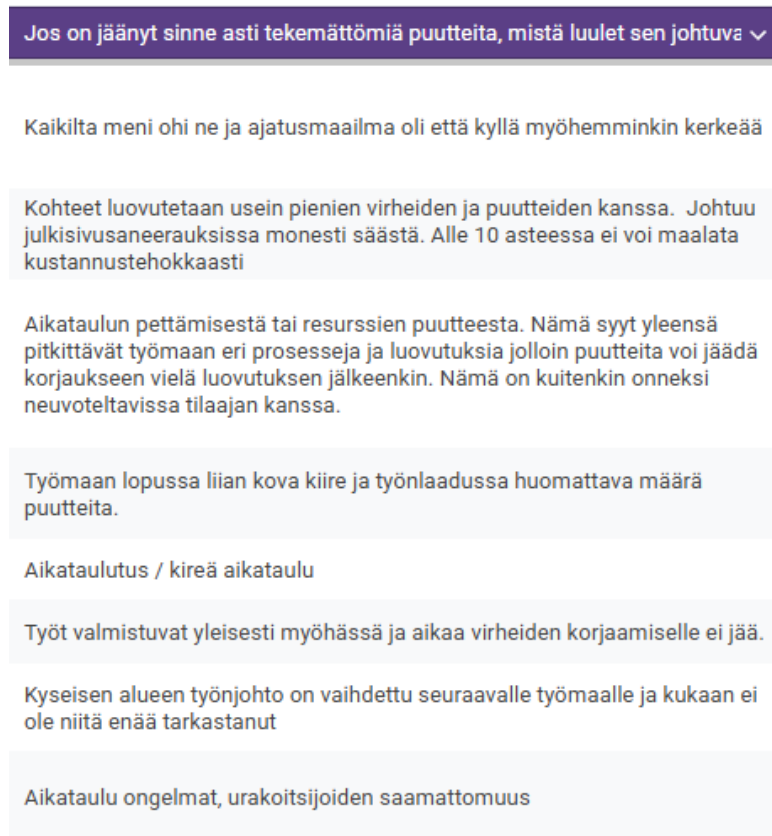 Jos on jäänyt sinne asti tekemättömiä puutteita, mistä luulet sen johtuva
Kaikilta meni ohi ne ja ajatusmaailma oli että kyllä myöhemminkin kerkeää
Kohteet luovutetaan usein pienien virheiden ja puutteiden kanssa.  Johtuu
julkisivusaneerauksissa monesti säästä. Alle 10 asteessa ei voi maalata
kustannustehokkaasti
Aikataulun pettämisestä tai resurssien puutteesta. Nämä syyt yleensä
pitkittävät työmaan eri prosesseja ja luovutuksia jolloin puutteita voi jäädä
korjaukseen vielä luovutuksen jälkeenkin. Nämä on kuitenkin onneksi
neuvoteltavissa tilaajan kanssa.
Työmaan lopussa liian kova kiire ja työnlaadussa huomattava määrä
puutteita.
Aikataulutus / kireä aikataulu
Työt valmistuvat yleisesti myöhässä ja aikaa virheiden korjaamiselle ei jää.
Kyseisen alueen työnjohto on vaihdettu seuraavalle työmaalle ja kukaan ei
ole niitä enää tarkastanut
Aikataulu ongelmat, urakoitsijoiden saamattomuus